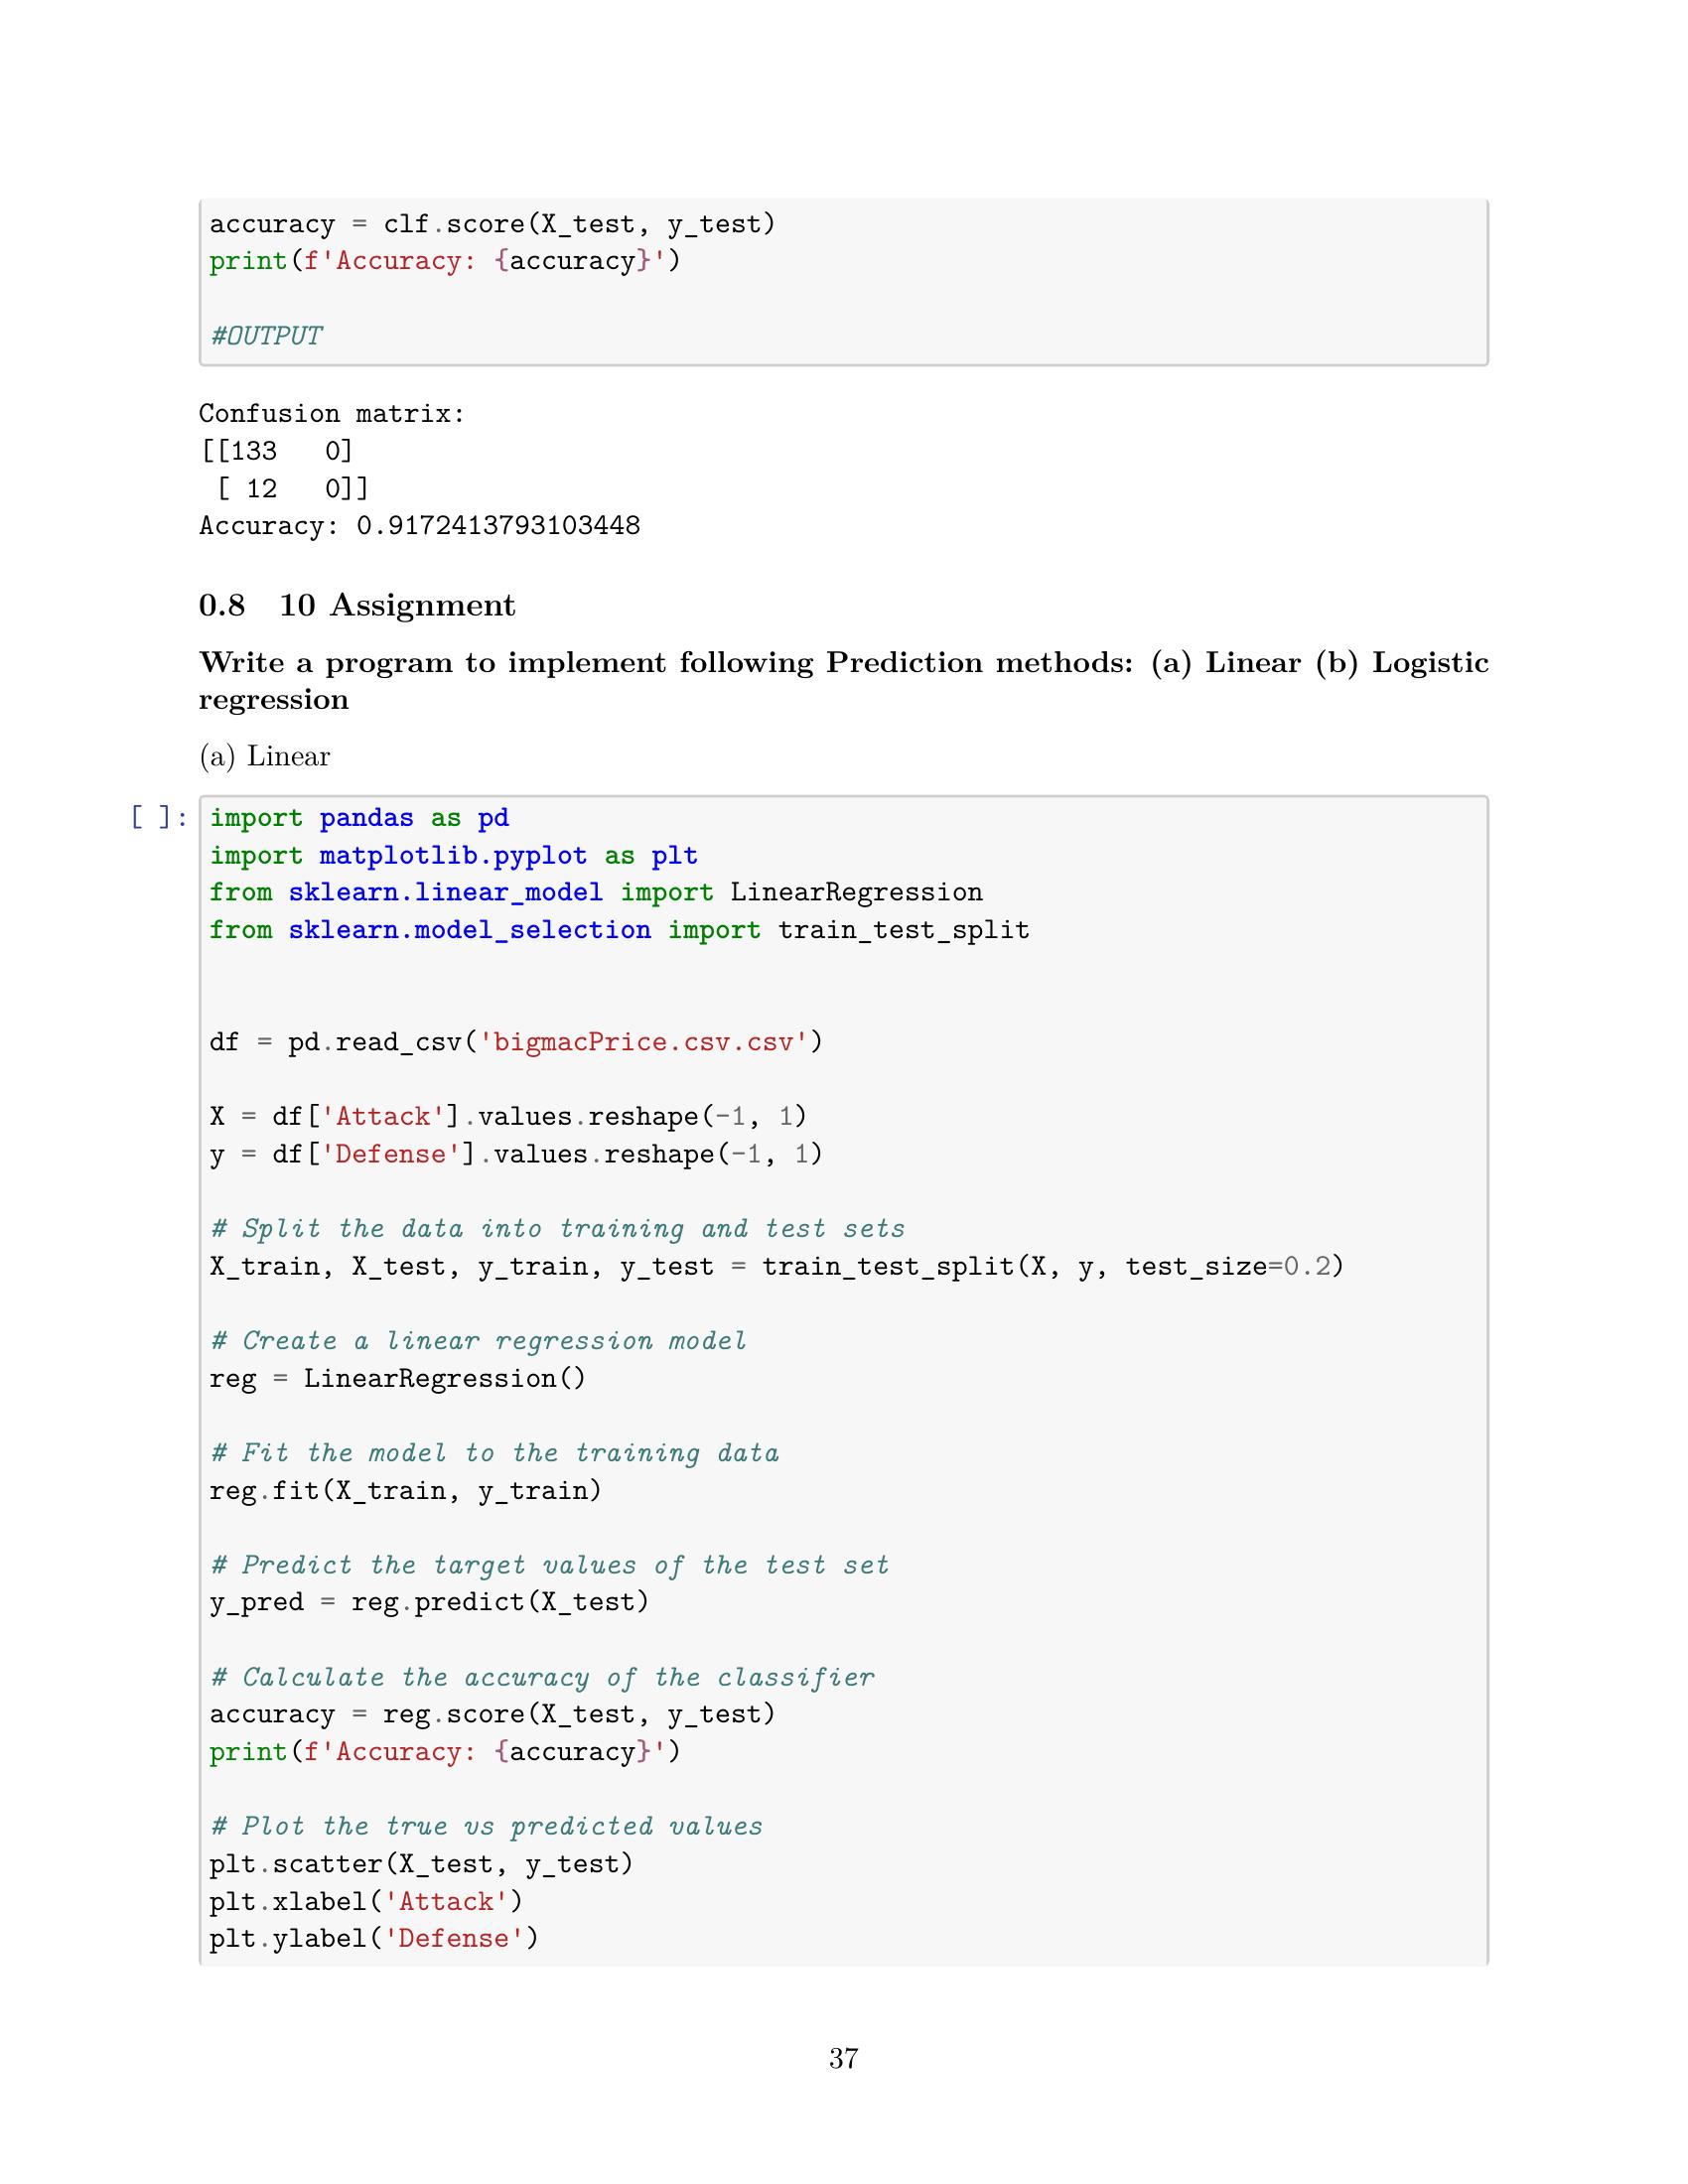 accuracy = clf.score(X_test, y_test)
print(f'Accuracy: {accuracy}')
#OUTPUT
Confusion matrix:
[[133   0]
 [ 12   0]]
Accuracy: 0.9172413793103448
0.8 10 Assignment
Write a program to implement following Prediction methods: (a) Linear (b) Logistic
regression
(a) Linear
[ ]: import pandas as pd
import matplotlib.pyplot as plt
from sklearn.linear_model import LinearRegression
from sklearn.model_selection import train_test_split
df = pd.read_csv('bigmacPrice.csv.csv')
X = df['Attack'].values.reshape(-1, 1)
y = df['Defense'].values.reshape(-1, 1)
# Split the data into training and test sets
X_train, X_test, y_train, y_test = train_test_split(X, y, test_size=0.2)
# Create a linear regression model
reg = LinearRegression()
# Fit the model to the training data
reg.fit(X_train, y_train)
# Predict the target values of the test set
y_pred = reg.predict(X_test)
# Calculate the accuracy of the classifier
accuracy = reg.score(X_test, y_test)
print(f'Accuracy: {accuracy}')
# Plot the true vs predicted values
plt.scatter(X_test, y_test)
plt.xlabel('Attack')
plt.ylabel('Defense')
37